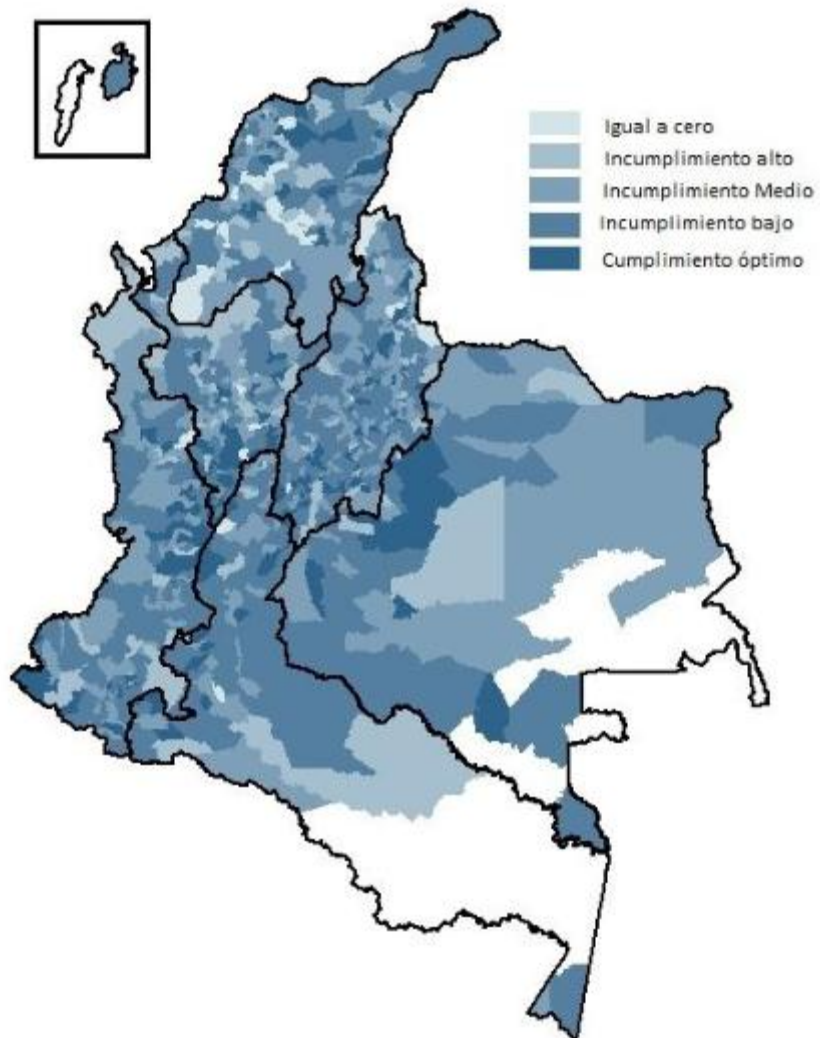 Igual a cero
Incumplimiento alto
Incumplimiento Medio
Incumplimiento bajo
Cumplimiento óptimo